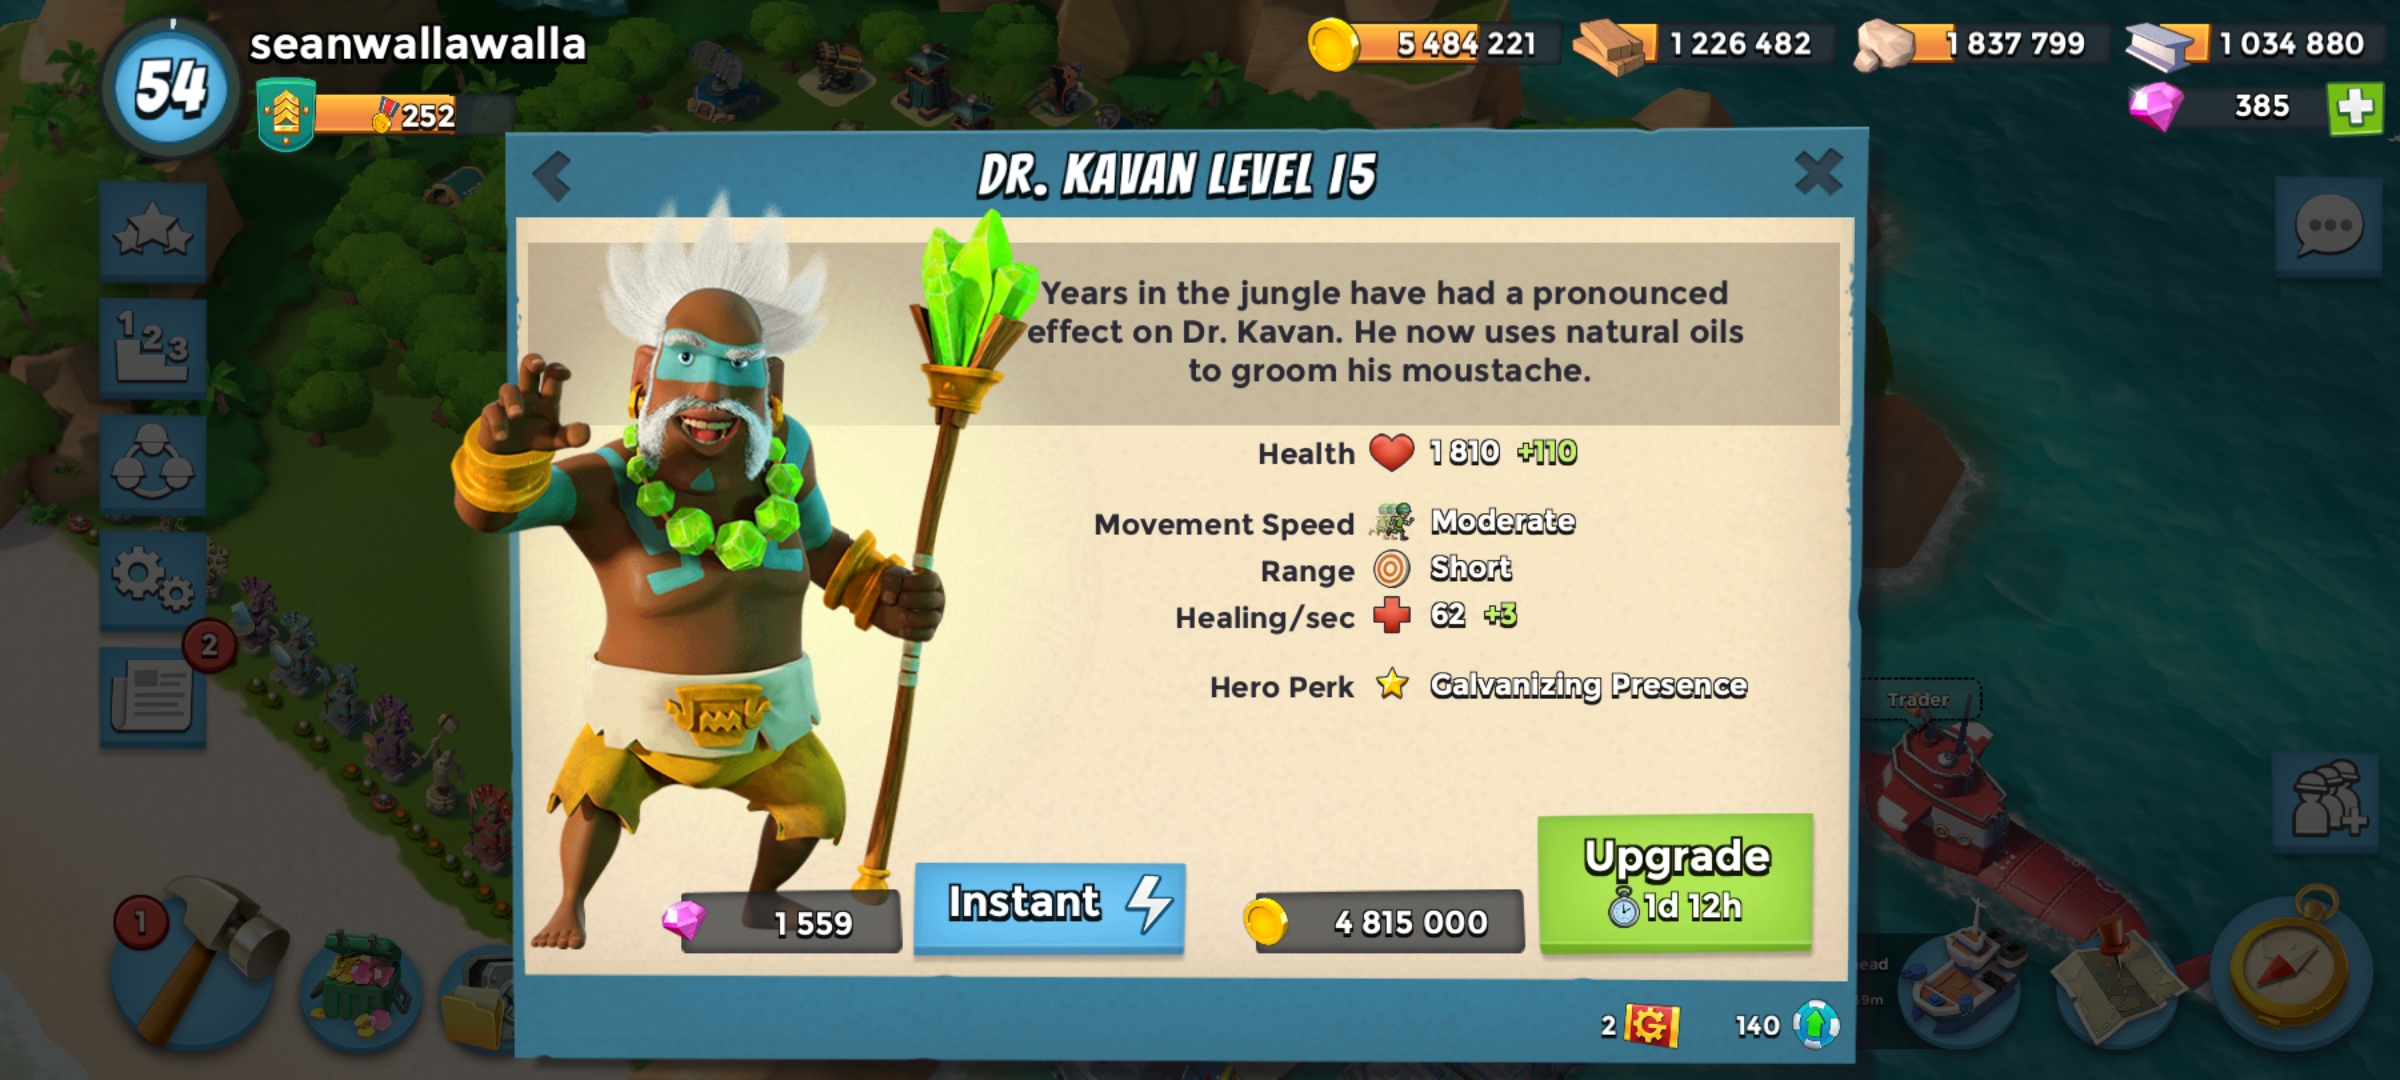 54
seanwallawalla
252
5 484 221
1 226 482
1 837 799
1 034 880
385
DR. KAVAN LEVEL 15
Years in the jungle have had a pronounced
effect on Dr. Kavan. He now uses natural oils
to groom his moustache.
Health 1 810 +110
Movement Speed Moderate
Range Short
Healing/sec 62 +3
Hero Perk Galvanizing Presence
1 559
Instant
4 815 000
Upgrade
1d 12h
2
140
1 2 3
2
1
Trader